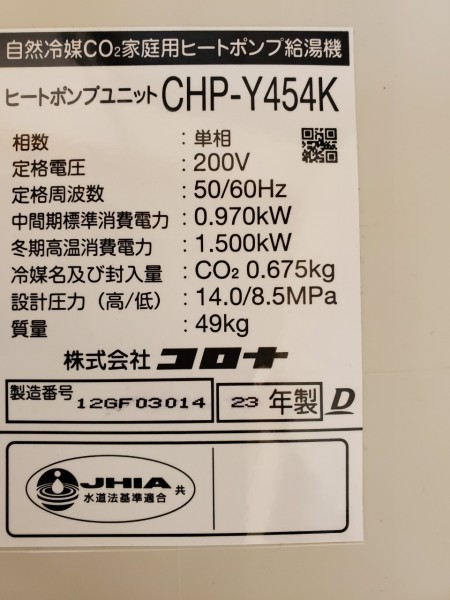 自然冷媒CO₂家庭用ヒートポンプ給湯機
ヒートポンプユニット CHP-Y454K
相数 : 単相
定格電圧 : 200V
定格周波数 : 50/60Hz
中間期標準消費電力 : 0.970kW
冬期高温消費電力 : 1.500kW
冷媒名及び封入量 : CO₂ 0.675kg
設計圧力（高/低） : 14.0/8.5MPa
質量 : 49kg
株式会社 コロナ
製造番号 12GF03014 23 年製 D
JHIA
水道法基準適合 共